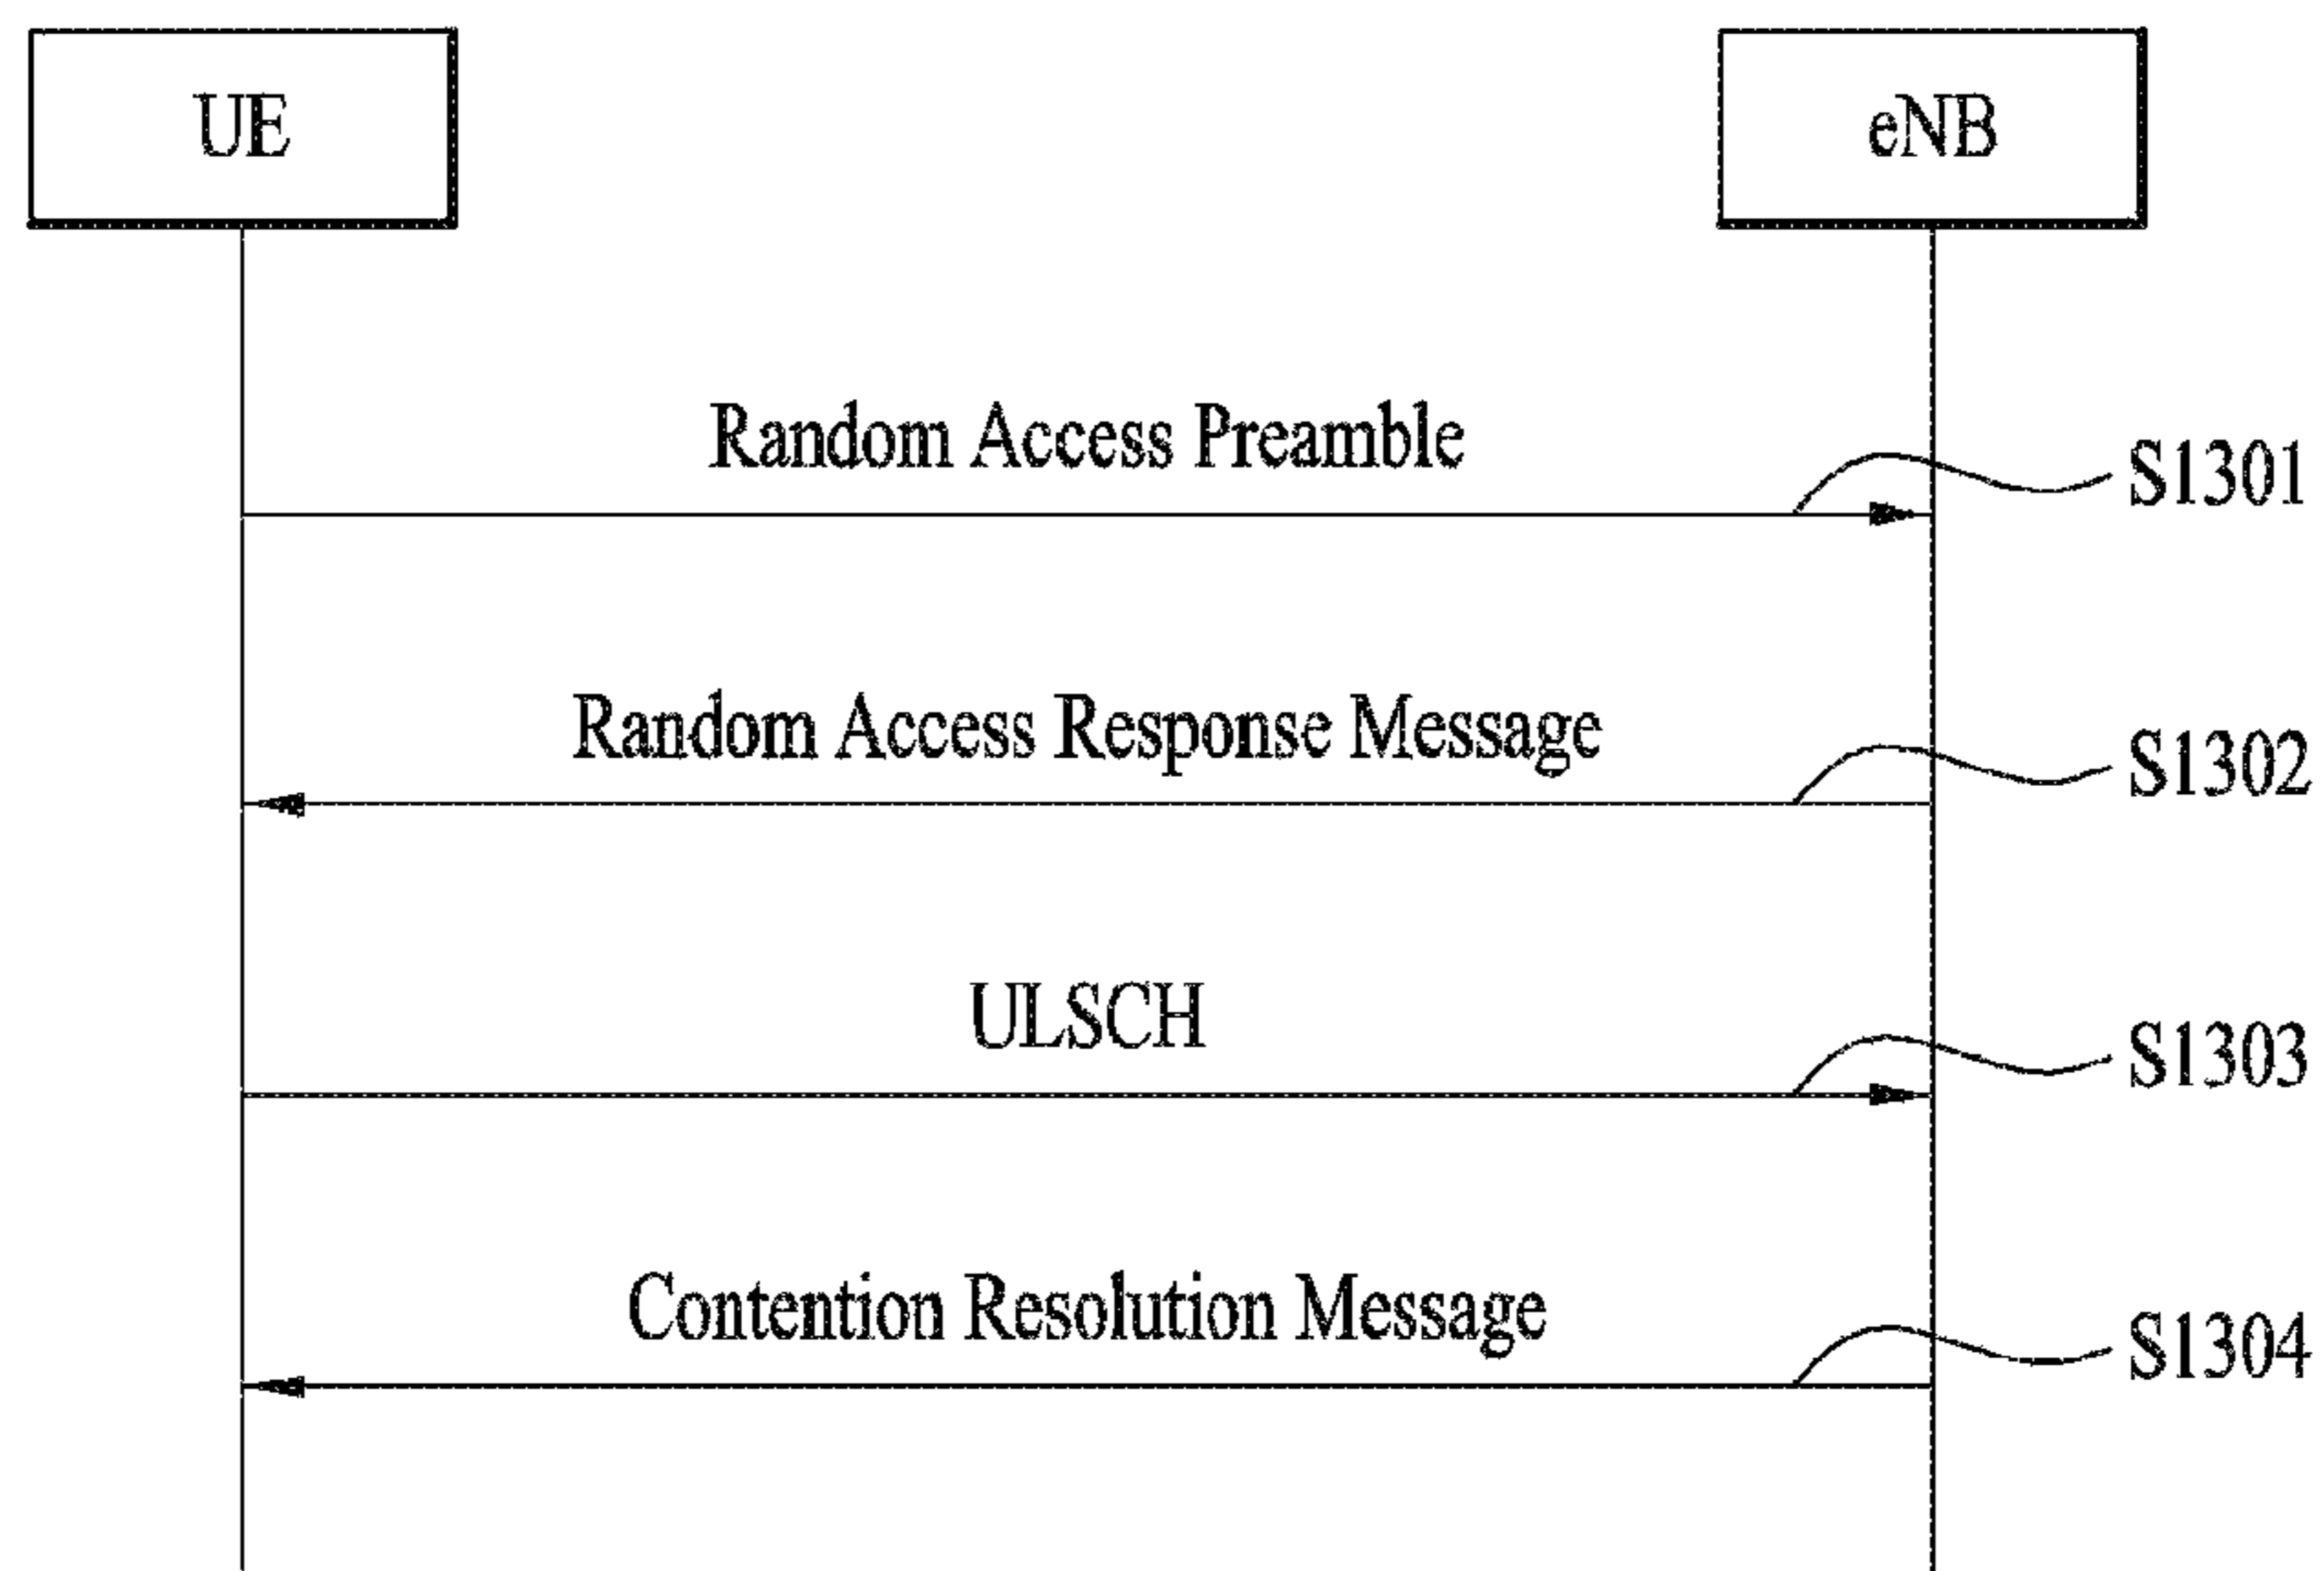 UE
eNB
Random Access Preamble
S1301
Random Access Response Message
S1302
ULSCH
S1303
Contention Resolution Message
S1304